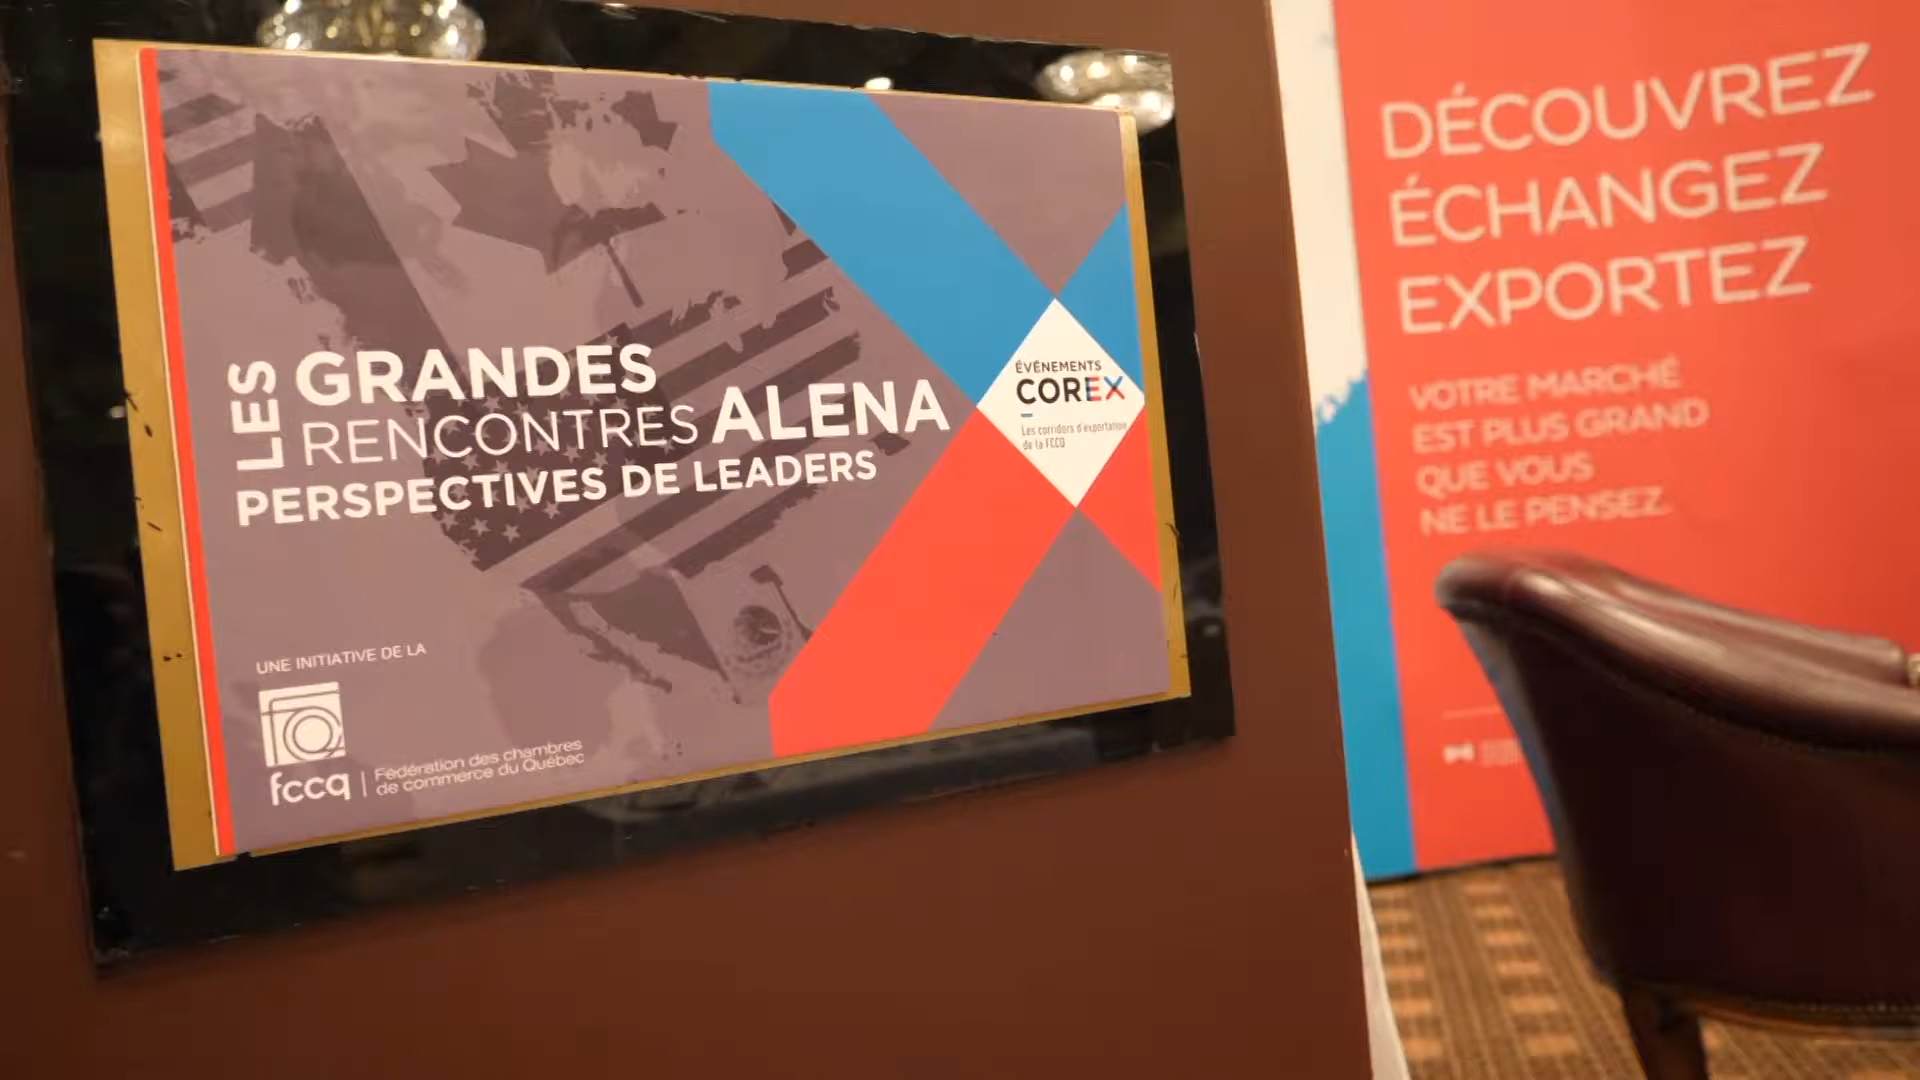 LES GRANDES
RENCONTRES ALENA
PERSPECTIVES DE LEADERS
ÉVÉNEMENTS
COREX
Les corridors d'exportation
de la FCCQ
UNE INITIATIVE DE LA
fccq
Fédération des chambres
de commerce du Québec
DÉCOUVREZ
ÉCHANGEZ
EXPORTEZ
VOTRE MARCHÉ
EST PLUS GRAND
QUE VOUS
NE LE PENSEZ.